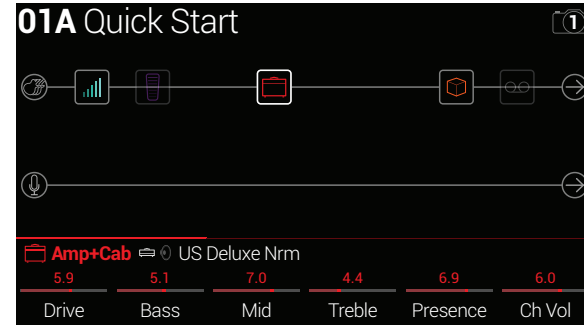 01A Quick Start 1
Amp+Cab US Deluxe Nrm
5.9 5.1 7.0 4.4 6.9 6.0
Drive Bass Mid Treble Presence Ch Vol